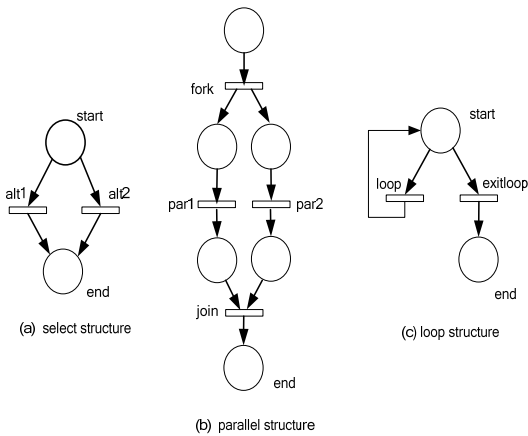 start
alt1
alt2
end
(a) select structure
fork
par1
par2
join
end
(b) parallel structure
start
loop
exitloop
end
(c) loop structure